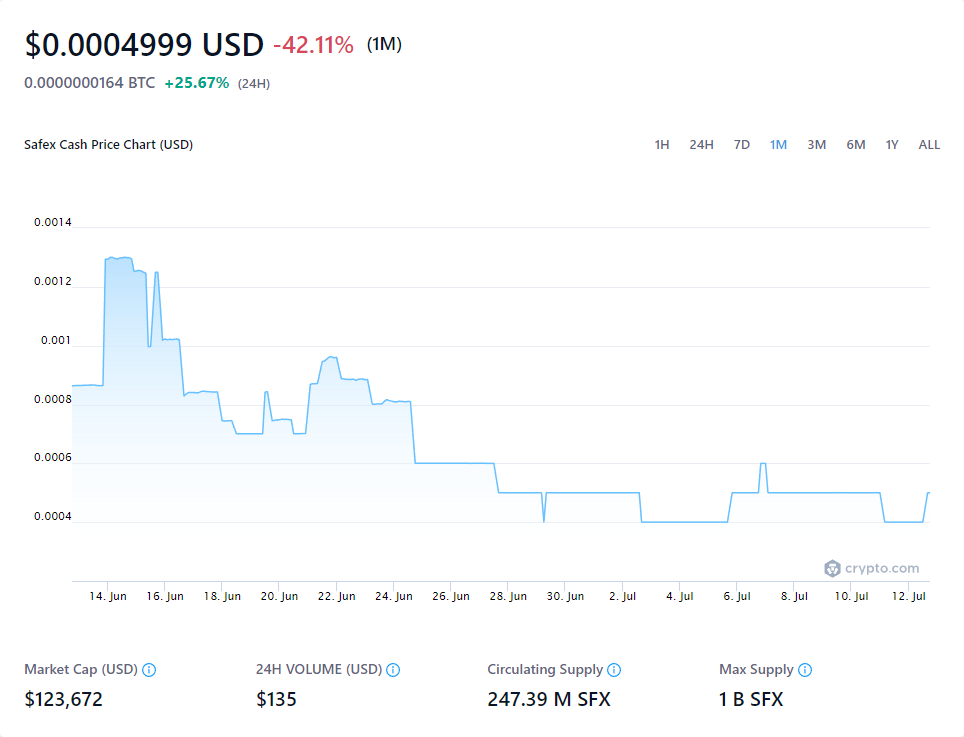 $0.0004999 USD -42.11% (1M)
0.0000000164 BTC +25.67% (24H)
Safex Cash Price Chart (USD) 1H 24H 7D 1M 3M 6M 1Y ALL
0.0014
0.0012
0.001
0.0008
0.0006
0.0004
crypto.com
14. Jun 16. Jun 18. Jun 20. Jun 22. Jun 24. Jun 26. Jun 28. Jun 30. Jun 2. Jul 4. Jul 6. Jul 8. Jul 10. Jul 12. Jul
Market Cap (USD) 24H VOLUME (USD) Circulating Supply Max Supply
$123,672 $135 247.39 M SFX 1 B SFX